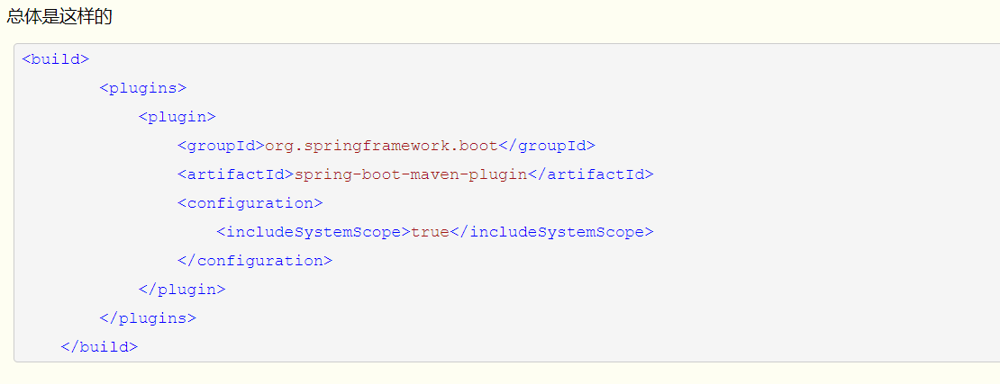 总体是这样的
<build>
        <plugins>
            <plugin>
                <groupId>org.springframework.boot</groupId>
                <artifactId>spring-boot-maven-plugin</artifactId>
                <configuration>
                    <includeSystemScope>true</includeSystemScope>
                </configuration>
            </plugin>
        </plugins>
    </build>